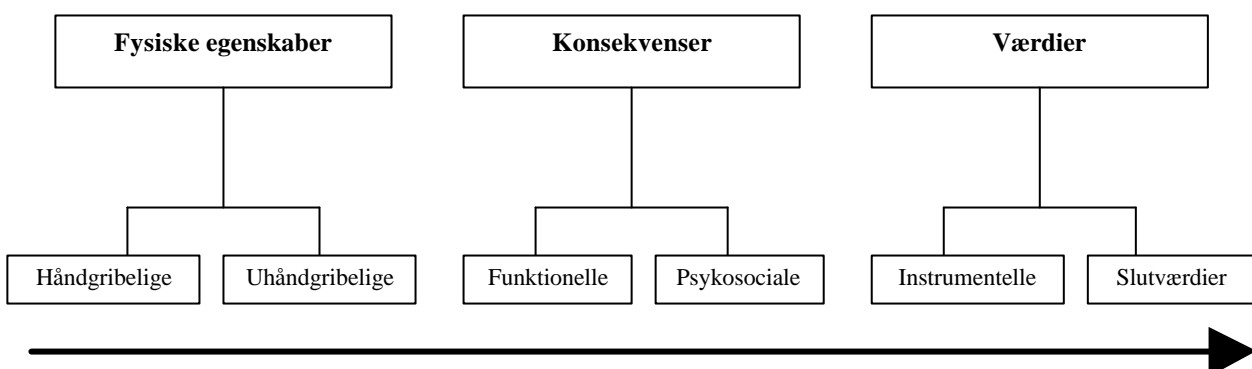 Fysiske egenskaber
Konsekvenser
Værdier
Håndgribelige
Uhåndgribelige
Funktionelle
Psykosociale
Instrumentelle
Slutværdier